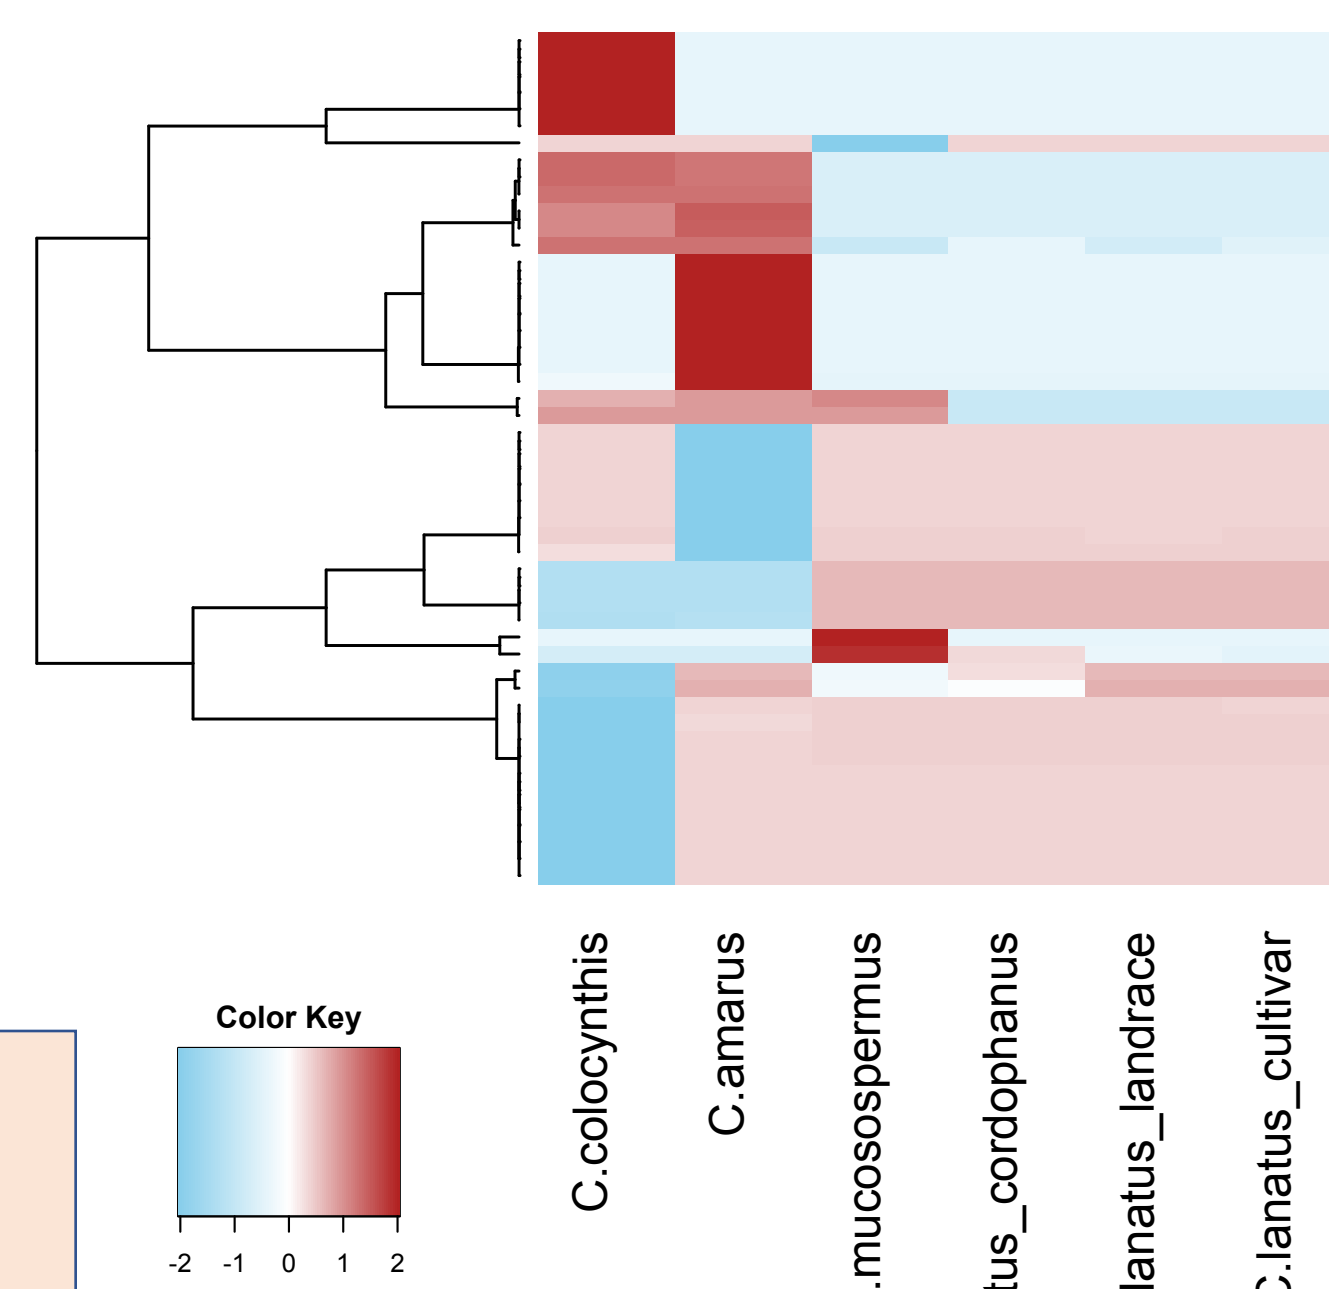 C.colocynthis
C.amarus
.mucosospermus
tus_cordophanus
lanatus_landrace
C.lanatus_cultivar
Color Key
-2 -1 0 1 2